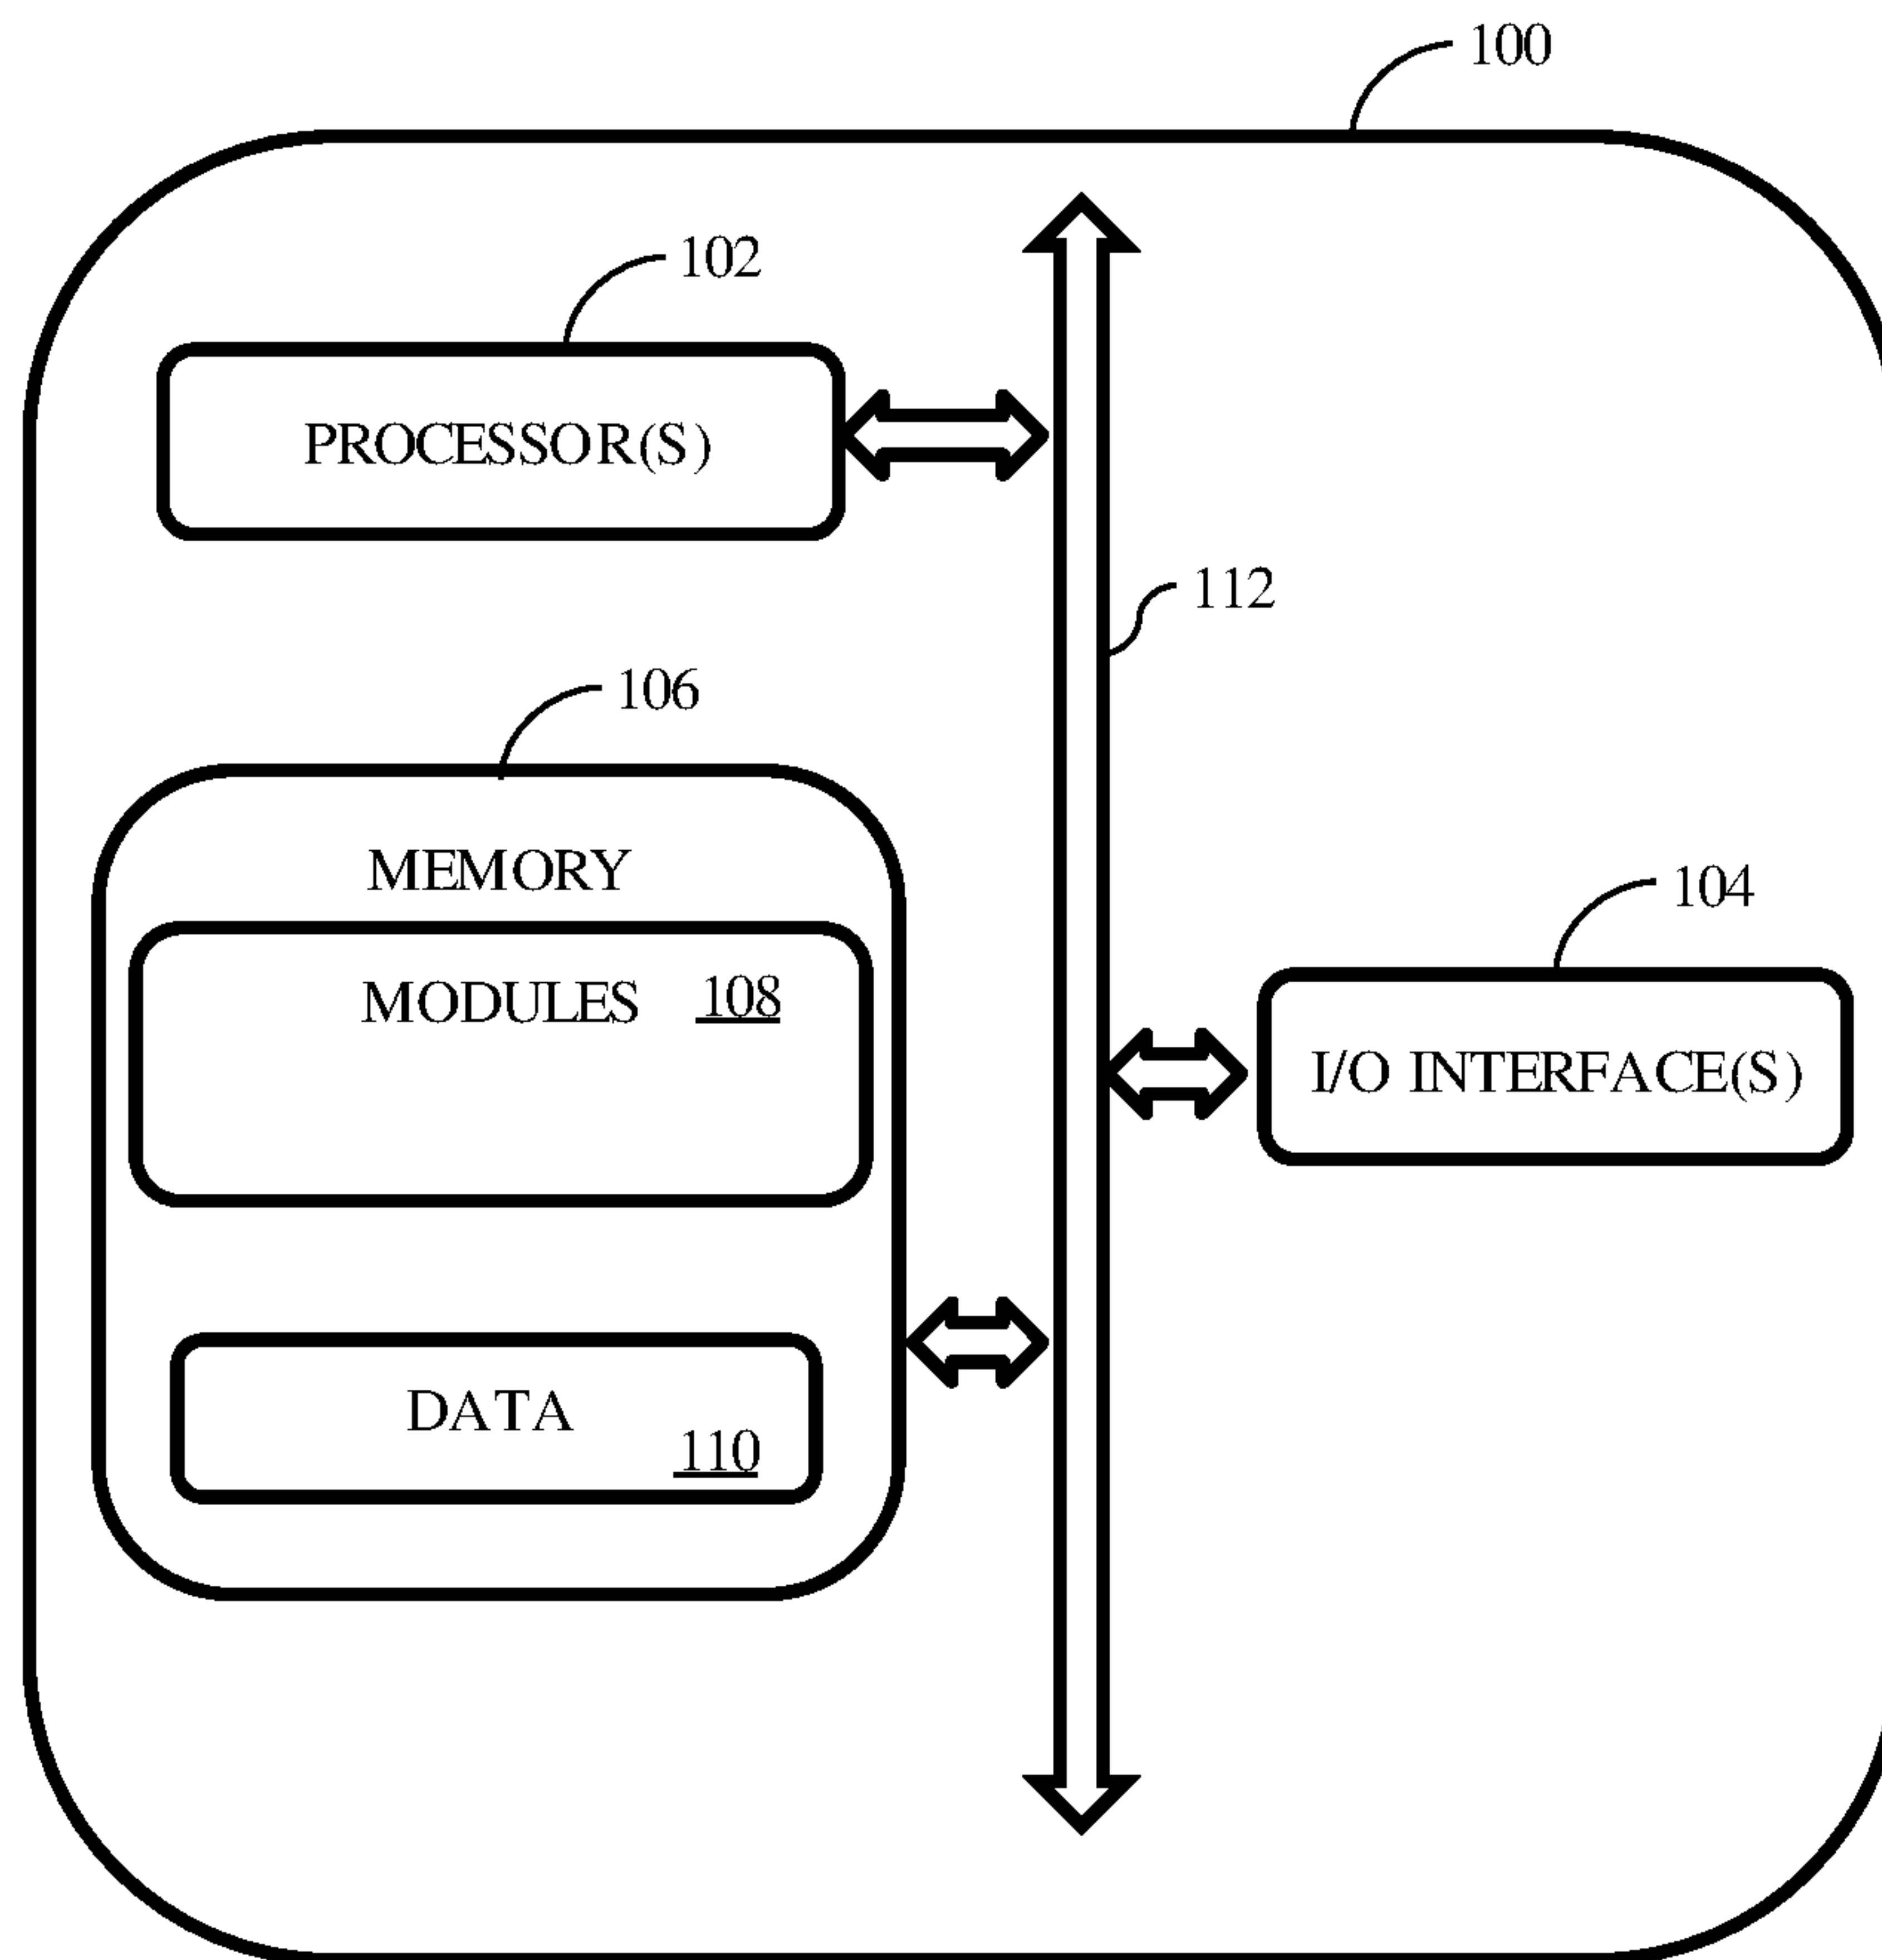 100
102
PROCESSOR(S)
112
106
MEMORY
104
MODULES 108
I/O INTERFACE(S)
DATA
110